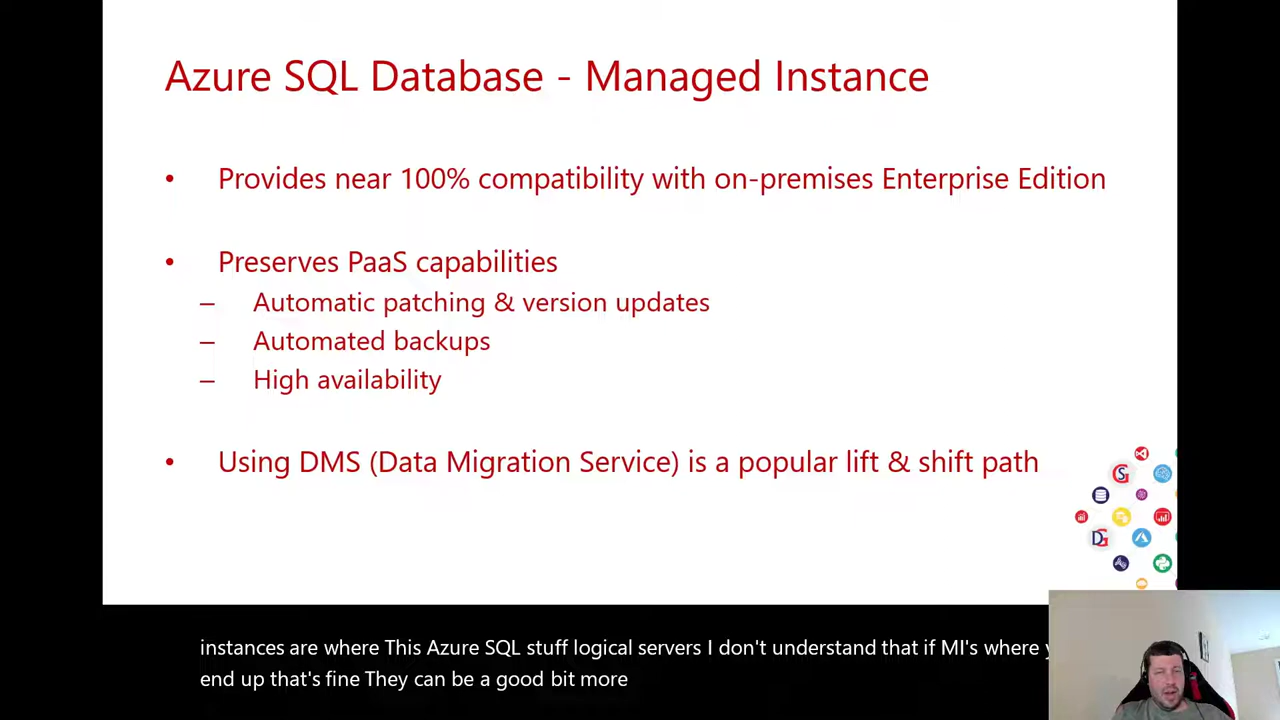 Azure SQL Database - Managed Instance
• Provides near 100% compatibility with on-premises Enterprise Edition
• Preserves PaaS capabilities
– Automatic patching & version updates
– Automated backups
– High availability
• Using DMS (Data Migration Service) is a popular lift & shift path
SG
DG
instances are where This Azure SQL stuff logical servers I don't understand that if MI's where
end up that's fine They can be a good bit more